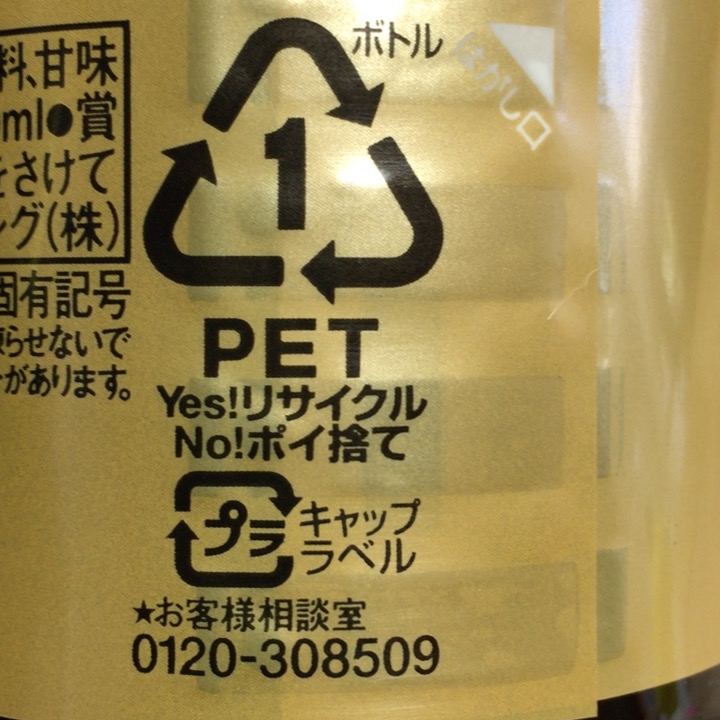 料、甘味
ml●賞
をさけて
グ(株)
固有記号
らせないで
があります。
ボトル
はがし口
1
PET
Yes!リサイクル
No!ポイ捨て
プラ
キャップ
ラベル
★お客様相談室
0120-308509